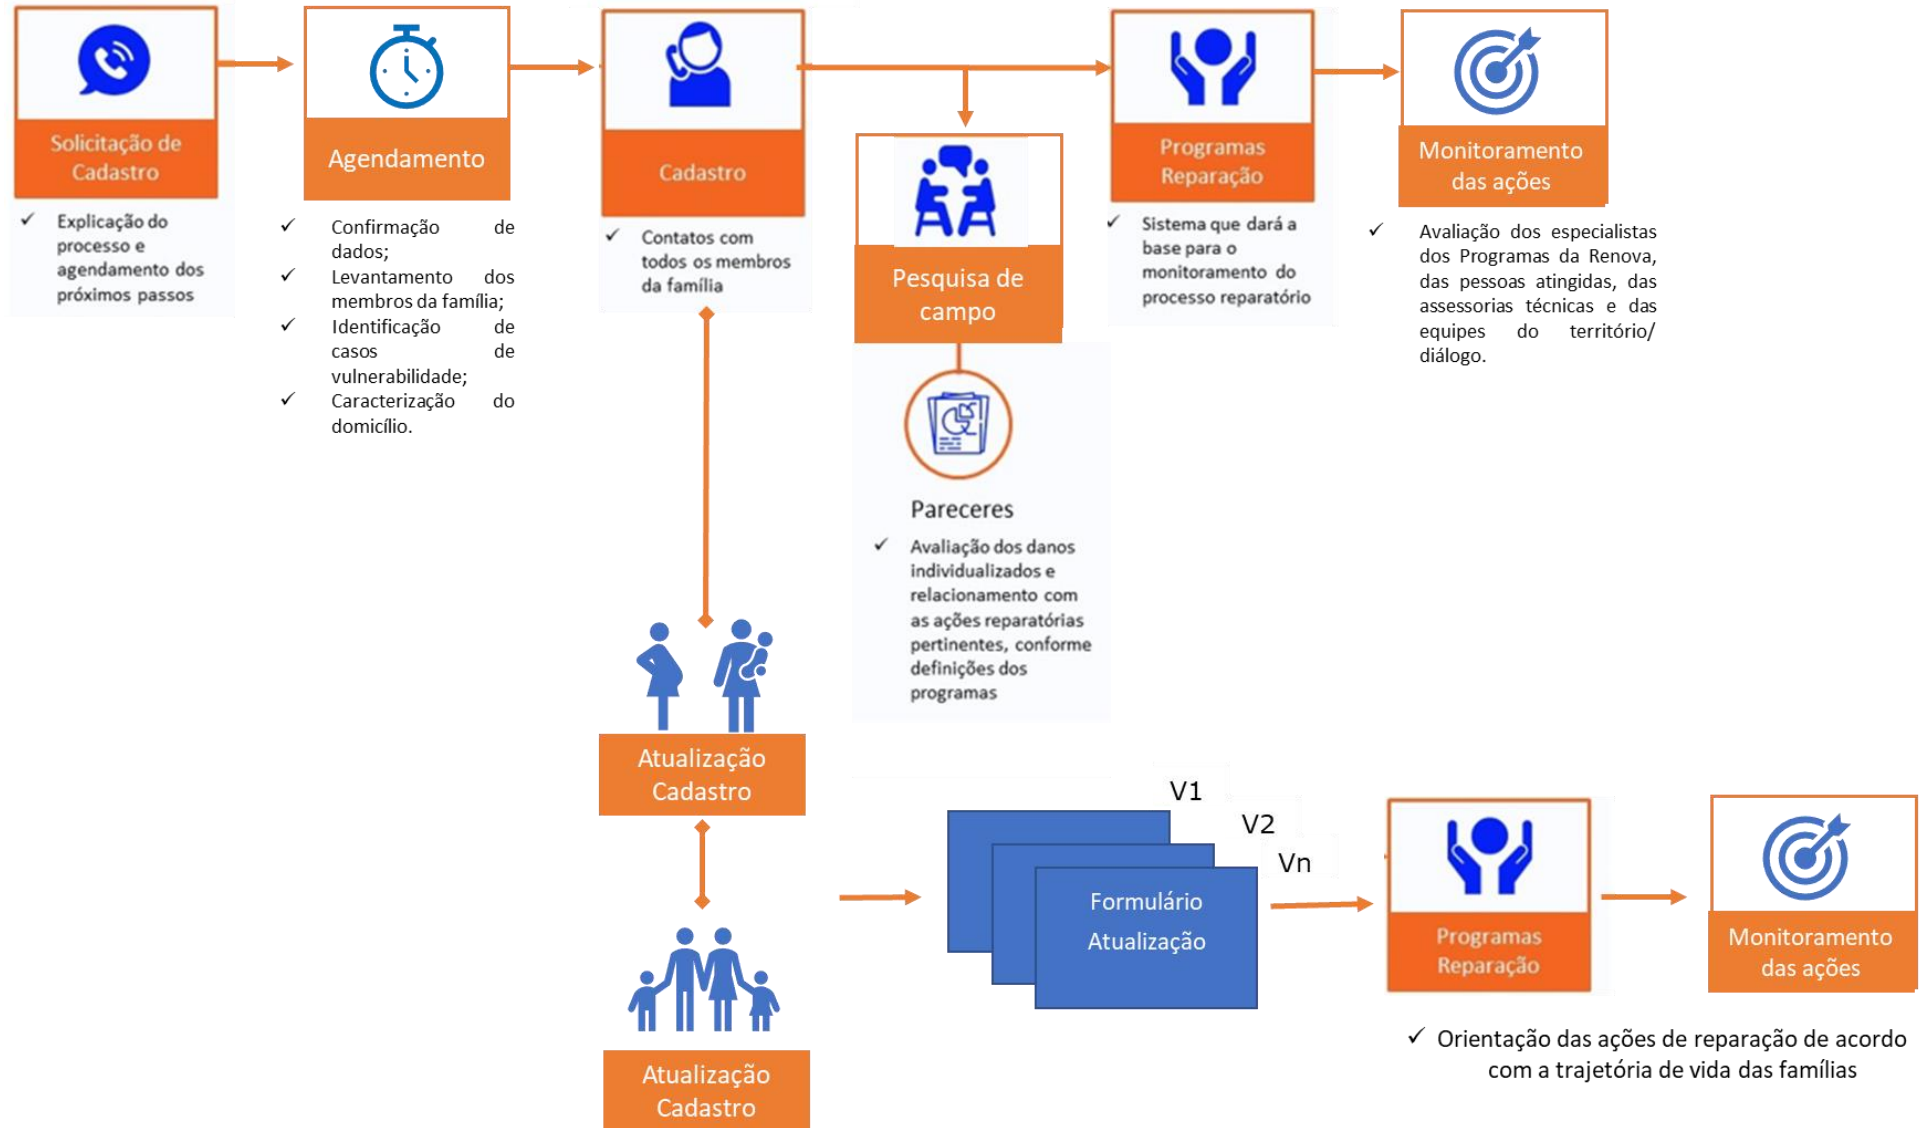 Solicitação de
Cadastro
✓ Explicação do
processo e
agendamento dos
próximos passos
Agendamento
✓ Confirmação de
dados;
✓ Levantamento dos
membros da família;
✓ Identificação de
casos de
vulnerabilidade;
✓ Caracterização do
domicílio.
Cadastro
✓ Contatos com
todos os membros
da família
Pesquisa de
campo
Pareceres
✓ Avaliação dos danos
individualizados e
relacionamento com
as ações reparatórias
pertinentes, conforme
definições dos
programas
Programas
Reparação
✓ Sistema que dará a
base para o
monitoramento do
processo reparatório
Monitoramento
das ações
✓ Avaliação dos especialistas
dos Programas da Renova,
das pessoas atingidas, das
assessorias técnicas e das
equipes do território/
diálogo.
Atualização
Cadastro
Atualização
Cadastro
V1
V2
Vn
Formulário
Atualização
Programas
Reparação
Monitoramento
das ações
✓ Orientação das ações de reparação de acordo
com a trajetória de vida das famílias